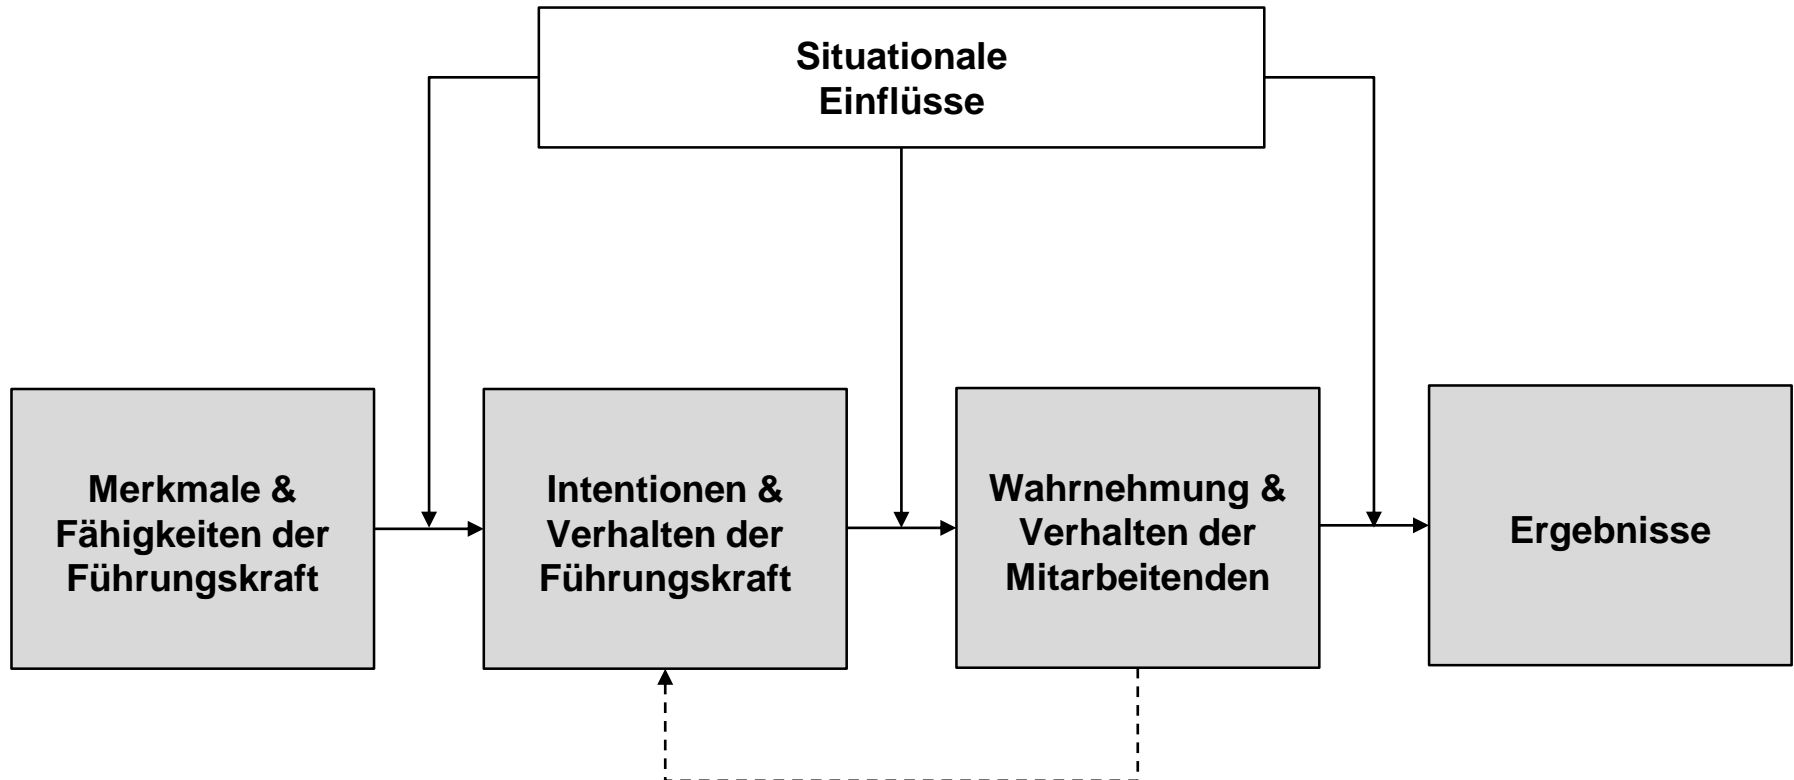 Situationale
Einflüsse
Merkmale &
Fähigkeiten der
Führungskraft
Intentionen &
Verhalten der
Führungskraft
Wahrnehmung &
Verhalten der
Mitarbeitenden
Ergebnisse